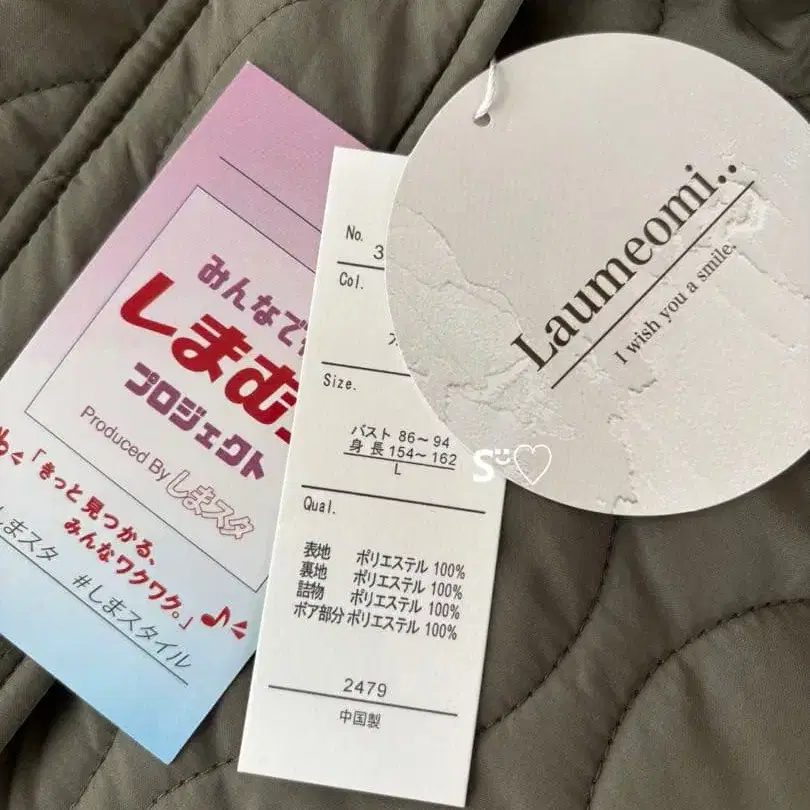 みんなで
しまむ
プロジェクト
Produced By しまスタ
「きっと見つかる、
みんなワクワク。」
しまスタ #しまスタイル
No.
3
Col.
Size.
バスト 86～94
身長 154～162
L
Qual.
表地 ポリエステル 100%
裏地 ポリエステル 100%
詰物 ポリエステル 100%
ボア部分 ポリエステル 100%
2479
中国製
Laumeomi..
I wish you a smile.
S